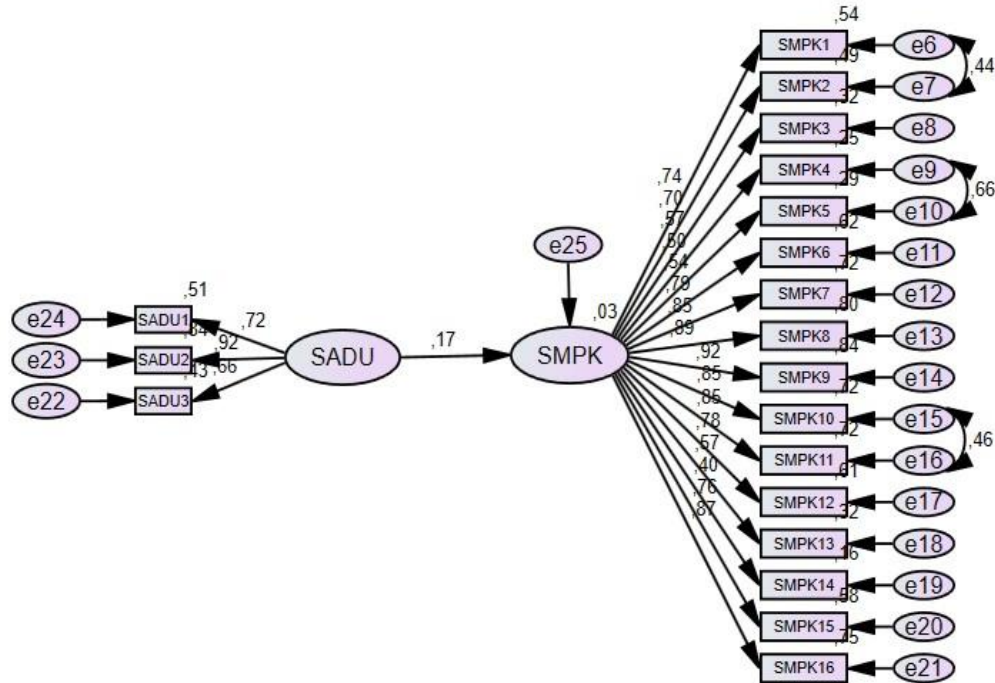 ,54
SMPK1
e6
,49
,44
SMPK2
e7
,32
SMPK3
e8
,25
SMPK4
e9
,29
,66
SMPK5
e10
,62
SMPK6
e11
,72
SMPK7
e12
,80
SMPK8
e13
,84
SMPK9
e14
,72
SMPK10
e15
,72
,46
SMPK11
e16
,61
SMPK12
e17
,32
SMPK13
e18
,16
SMPK14
e19
,58
SMPK15
e20
,75
SMPK16
e21
,74
,70
,57
,50
,54
,79
,85
,89
,92
,85
,85
,78
,57
,40
,76
,87
e25
,03
SMPK
,17
SADU
,51
e24
SADU1
,72
,84
,92
e23
SADU2
,43
,66
e22
SADU3